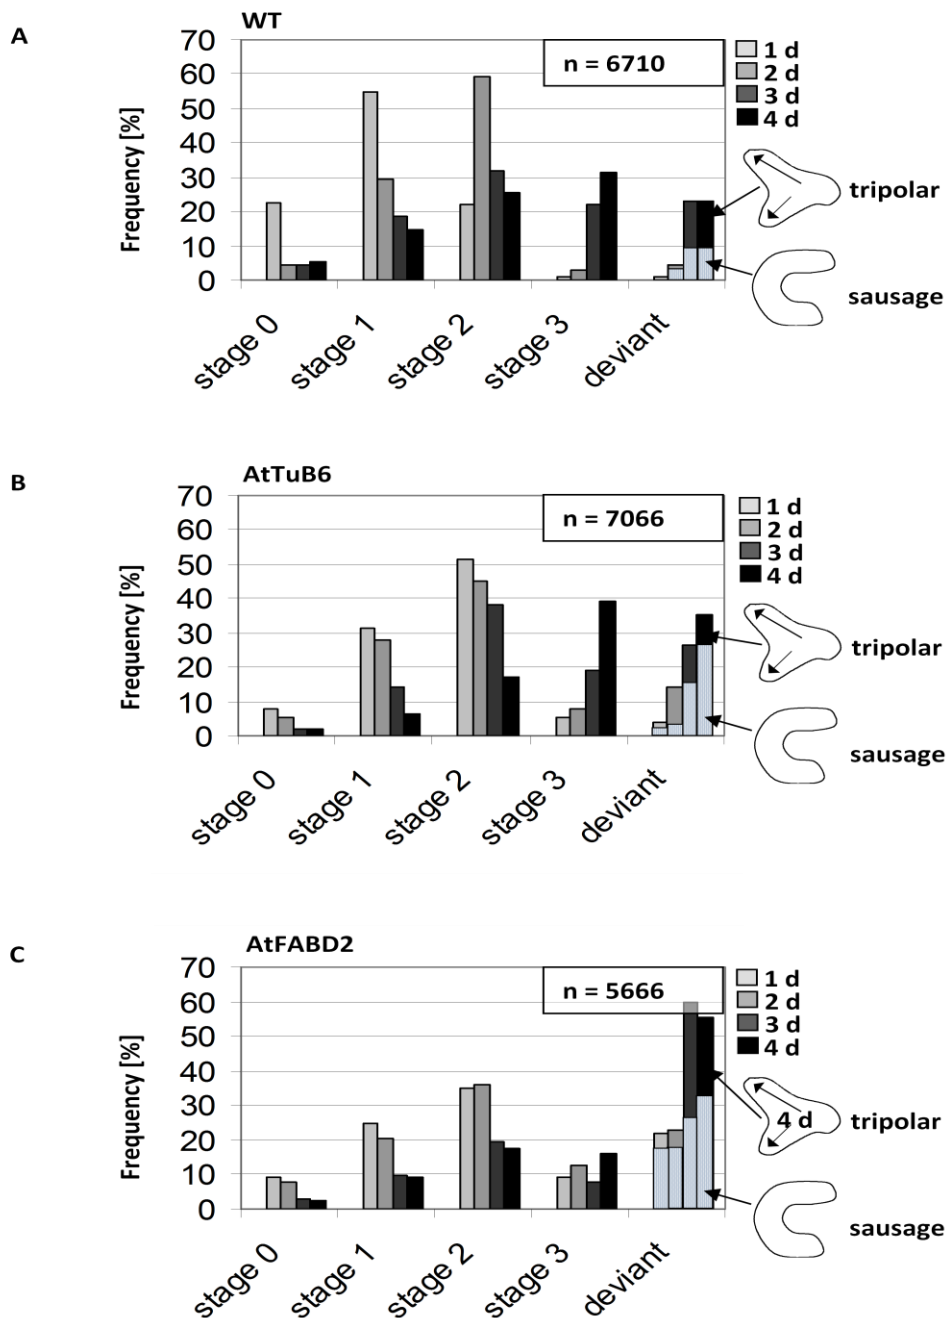 A
WT
70
60
50
40
30
20
10
0
Frequency [%]
n = 6710
1 d
2 d
3 d
4 d
tripolar
sausage
stage 0
stage 1
stage 2
stage 3
deviant
B
AtTuB6
70
60
50
40
30
20
10
0
Frequency [%]
n = 7066
1 d
2 d
3 d
4 d
tripolar
sausage
stage 0
stage 1
stage 2
stage 3
deviant
C
AtFABD2
70
60
50
40
30
20
10
0
Frequency [%]
n = 5666
1 d
2 d
3 d
4 d
4 d
tripolar
sausage
stage 0
stage 1
stage 2
stage 3
deviant